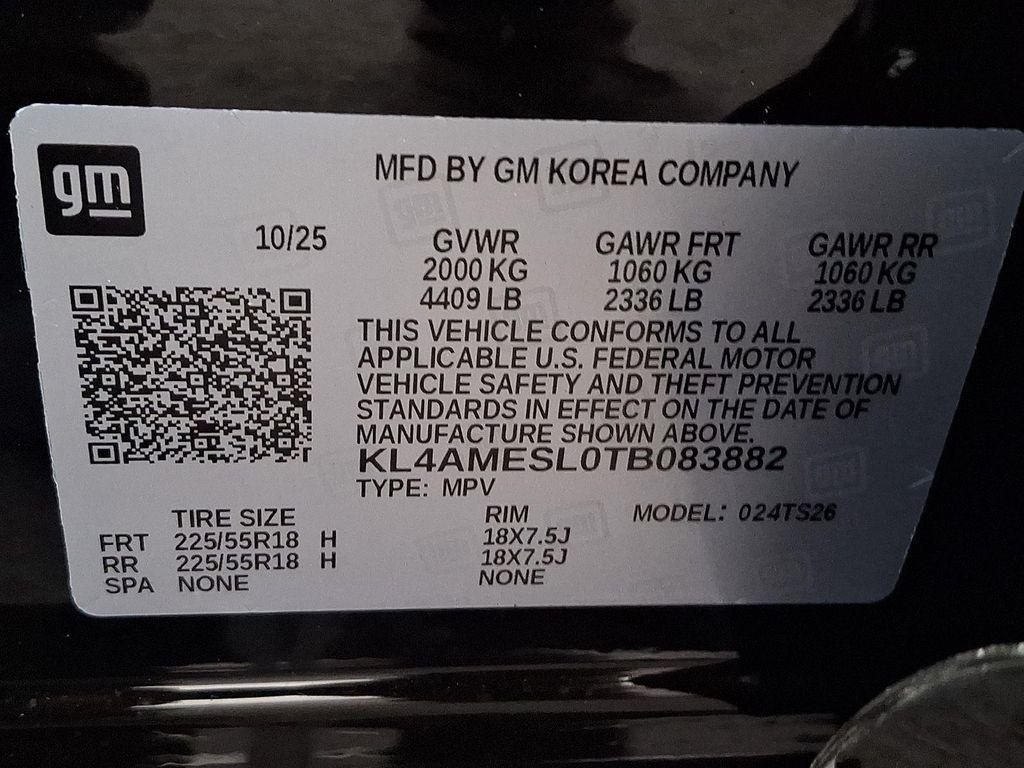 gm
MFD BY GM KOREA COMPANY
10/25
GVWR GAWR FRT GAWR RR
2000 KG 1060 KG 1060 KG
4409 LB 2336 LB 2336 LB
THIS VEHICLE CONFORMS TO ALL
APPLICABLE U.S. FEDERAL MOTOR
VEHICLE SAFETY AND THEFT PREVENTION
STANDARDS IN EFFECT ON THE DATE OF
MANUFACTURE SHOWN ABOVE.
KL4AMESL0TB083882
TYPE: MPV
TIRE SIZE RIM MODEL: 024TS26
FRT 225/55R18 H 18X7.5J
RR 225/55R18 H 18X7.5J
SPA NONE NONE